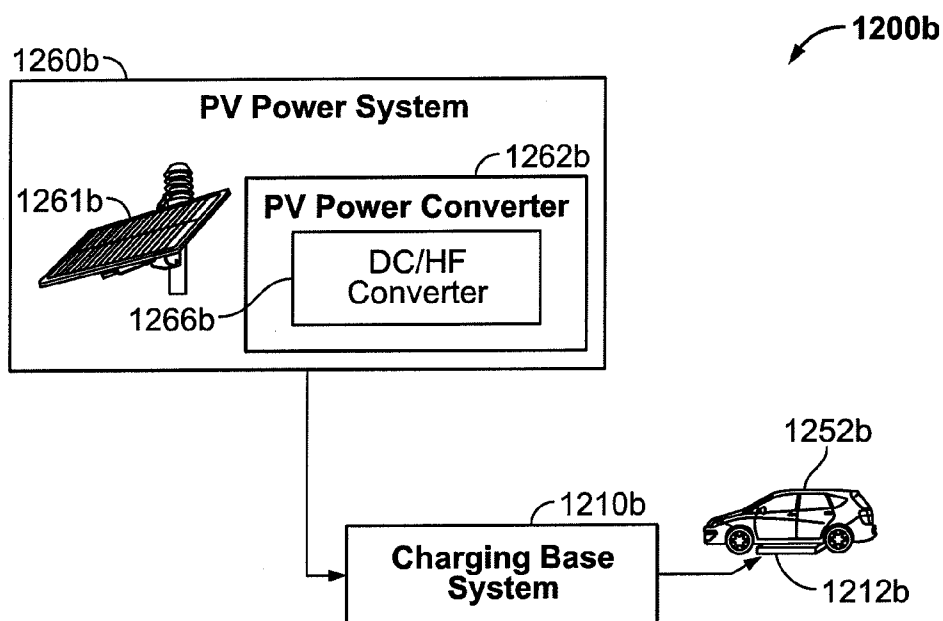 1200b
1260b
PV Power System
1262b
1261b
PV Power Converter
DC/HF
Converter
1266b
1252b
1210b
Charging Base
System
1212b